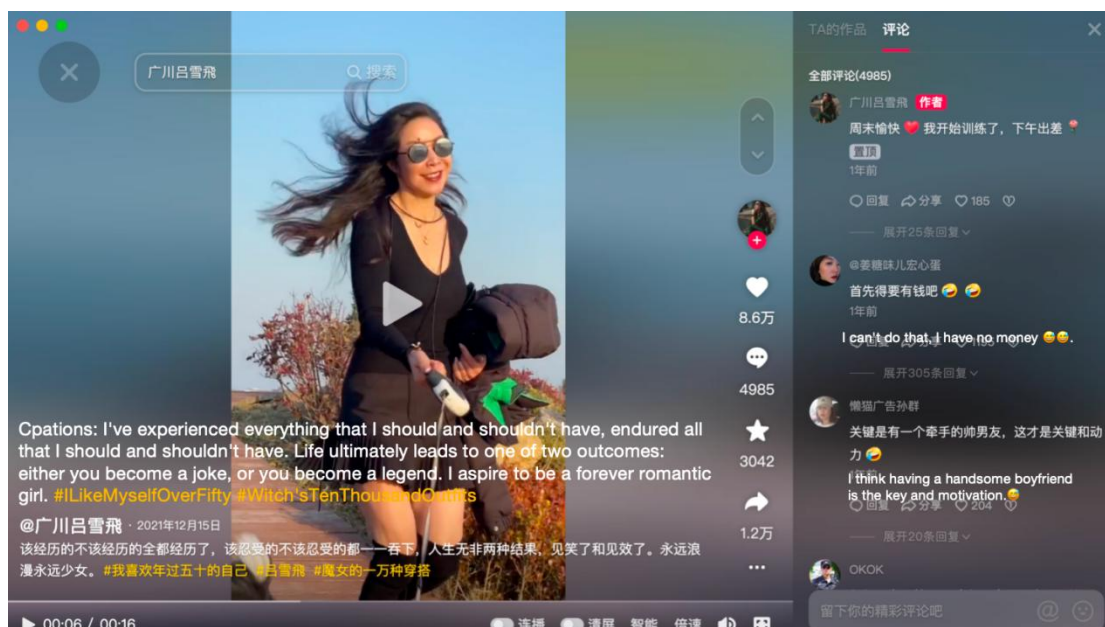 广川吕雪飛
搜索
TA的作品 评论
全部评论(4985)
广川吕雪飛 作者
周末愉快 ❤️ 我开始训练了，下午出差 🌹
置顶
1年前
回复 分享 185
展开25条回复
@姜糖味儿宏心蛋
首先得要有钱吧 🤣 🤣
1年前
I can't do that, I have no money 😅😅.
展开305条回复
懒猫广告孙群
关键是有一个牵手的帅男友，这才是关键和动
力 🤣
I think having a handsome boyfriend
is the key and motivation.😅
回复 分享 204
展开20条回复
OKOK
留下你的精彩评论吧
8.6万
4985
3042
1.2万
Cpations: I've experienced everything that I should and shouldn't have, endured all
that I should and shouldn't have. Life ultimately leads to one of two outcomes:
either you become a joke, or you become a legend. I aspire to be a forever romantic
girl. #ILikeMyselfOverFifty #Witch'sTenThousandOutfits
@广川吕雪飛 · 2021年12月15日
该经历的不该经历的全都经历了，该忍受的不该忍受的都一一吞下，人生无非两种结果，见笑了和见效了。永远浪
漫永远少女。#我喜欢年过五十的自己 #吕雪飛 #魔女的一万种穿搭
00:06 / 00:16
连播 清屏 智能 倍速